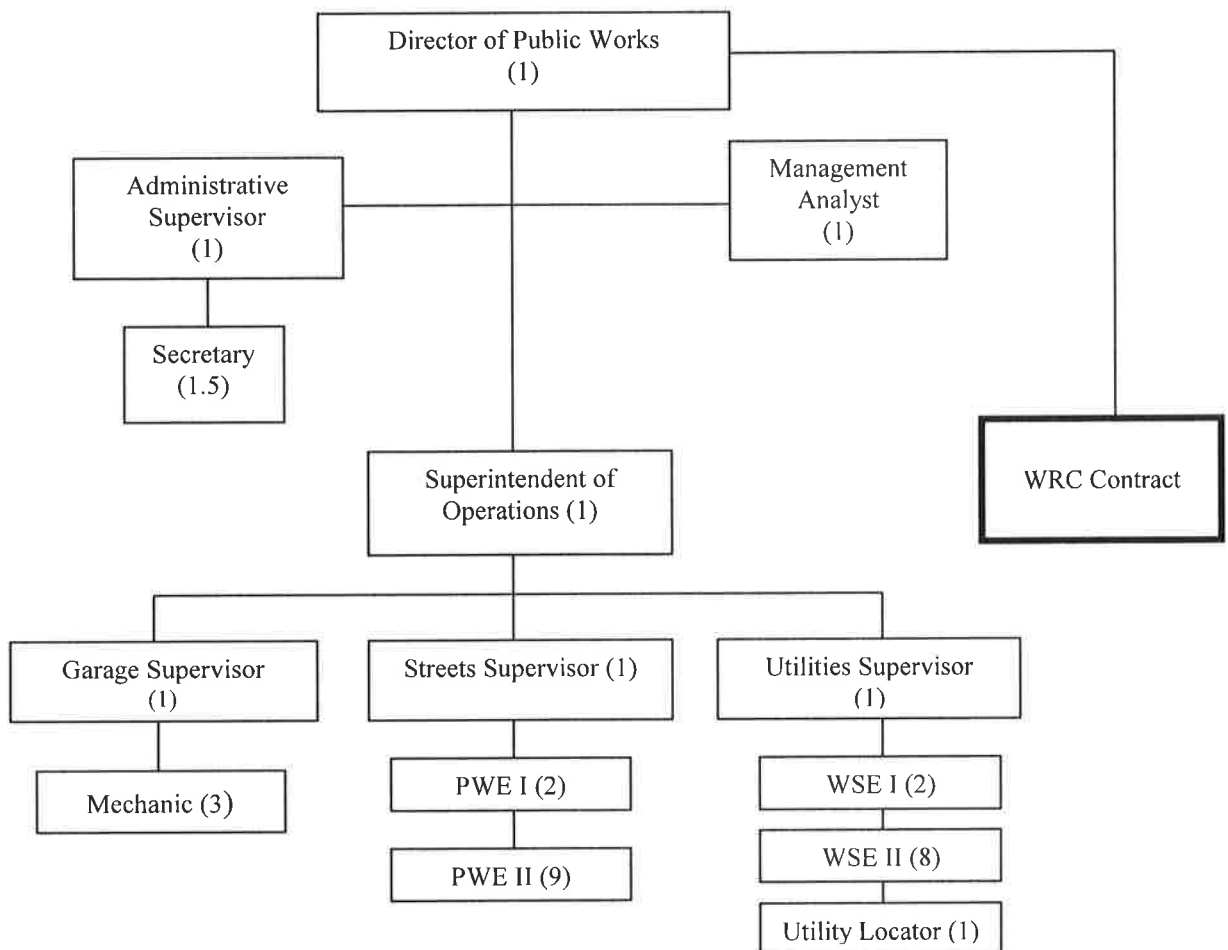 Director of Public Works
(1)
Administrative
Supervisor
(1)
Management
Analyst
(1)
Secretary
(1.5)
Superintendent of
Operations (1)
WRC Contract
Garage Supervisor
(1)
Streets Supervisor (1)
Utilities Supervisor
(1)
Mechanic (3)
PWE I (2)
WSE I (2)
PWE II (9)
WSE II (8)
Utility Locator (1)